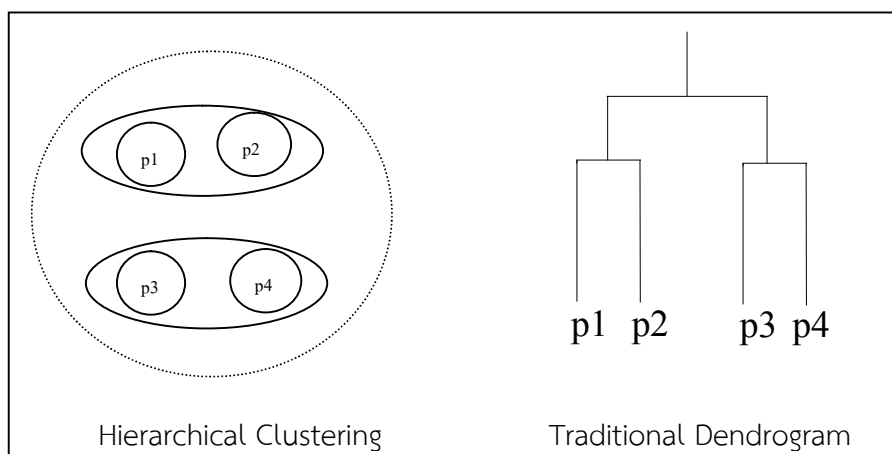 p1 p2
p3 p4
p1 p2 p3 p4
Hierarchical Clustering Traditional Dendrogram